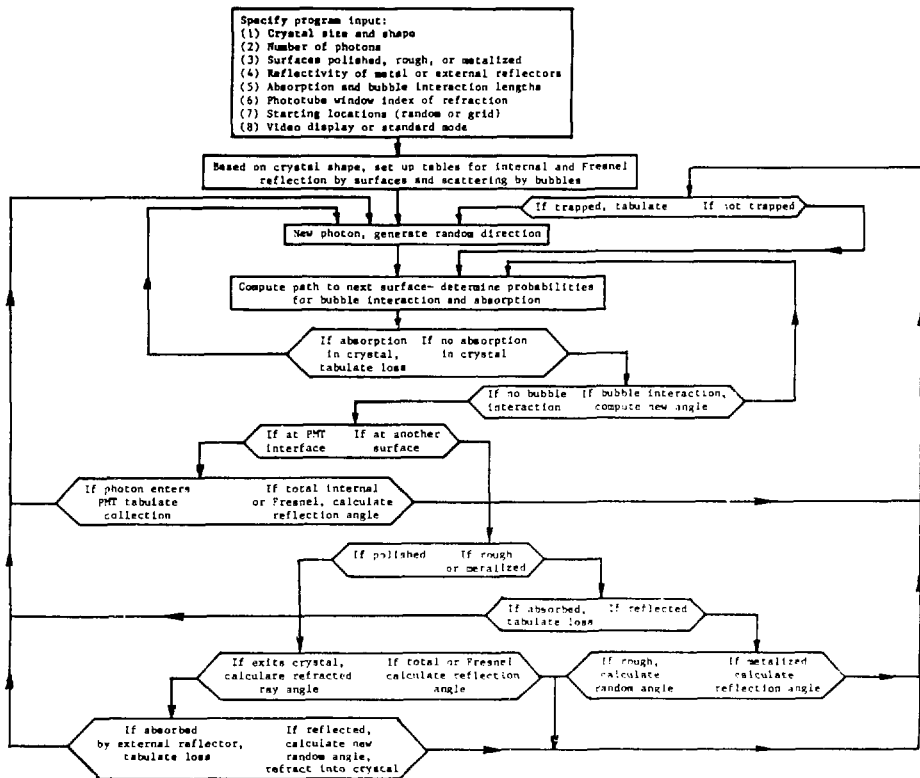 Specify program input:
(1) Crystal size and shape
(2) Number of photons
(3) Surfaces polished, rough, or metalized
(4) Reflectivity of metal or external reflectors
(5) Absorption and bubble interaction lengths
(6) Phototube window index of refraction
(7) Starting locations (random or grid)
(8) Video display or standard mode
Based on crystal shape, set up tables for internal and Fresnel
reflection by surfaces and scattering by bubbles
If trapped, tabulate
If not trapped
New photon, generate random direction
Compute path to next surface- determine probabilities
for bubble interaction and absorption
If absorption
in crystal,
tabulate loss
If no absorption
in crystal
If no bubble
interaction
If bubble interaction,
compute new angle
If at PMT
interface
If at another
surface
If photon enters
PMT tabulate
collection
If total internal
or Fresnel, calculate
reflection angle
If polished
If rough
or metalized
If absorbed,
tabulate loss
If reflected
If exits crystal,
calculate refracted
ray angle
If total or Fresnel
calculate reflection
angle
If rough,
calculate
random angle
If metalized
calculate
reflection angle
If absorbed
by external reflector,
tabulate loss
If reflected,
calculate new
random angle,
refract into crystal